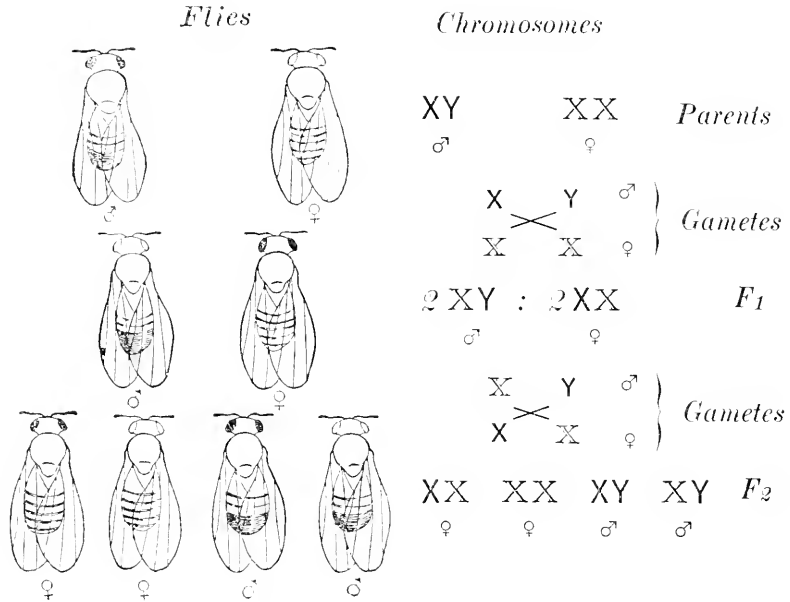 Flies Chromosomes
XY XX Parents
♂ ♀
♂ ♀
X Y ♂
X X ♀
Gametes
2 XY : 2 XX F1
♂ ♀
♂ ♀
X Y ♂
X X ♀
Gametes
XX XX XY XY F2
♀ ♀ ♂ ♂
♀ ♀ ♂ ♂